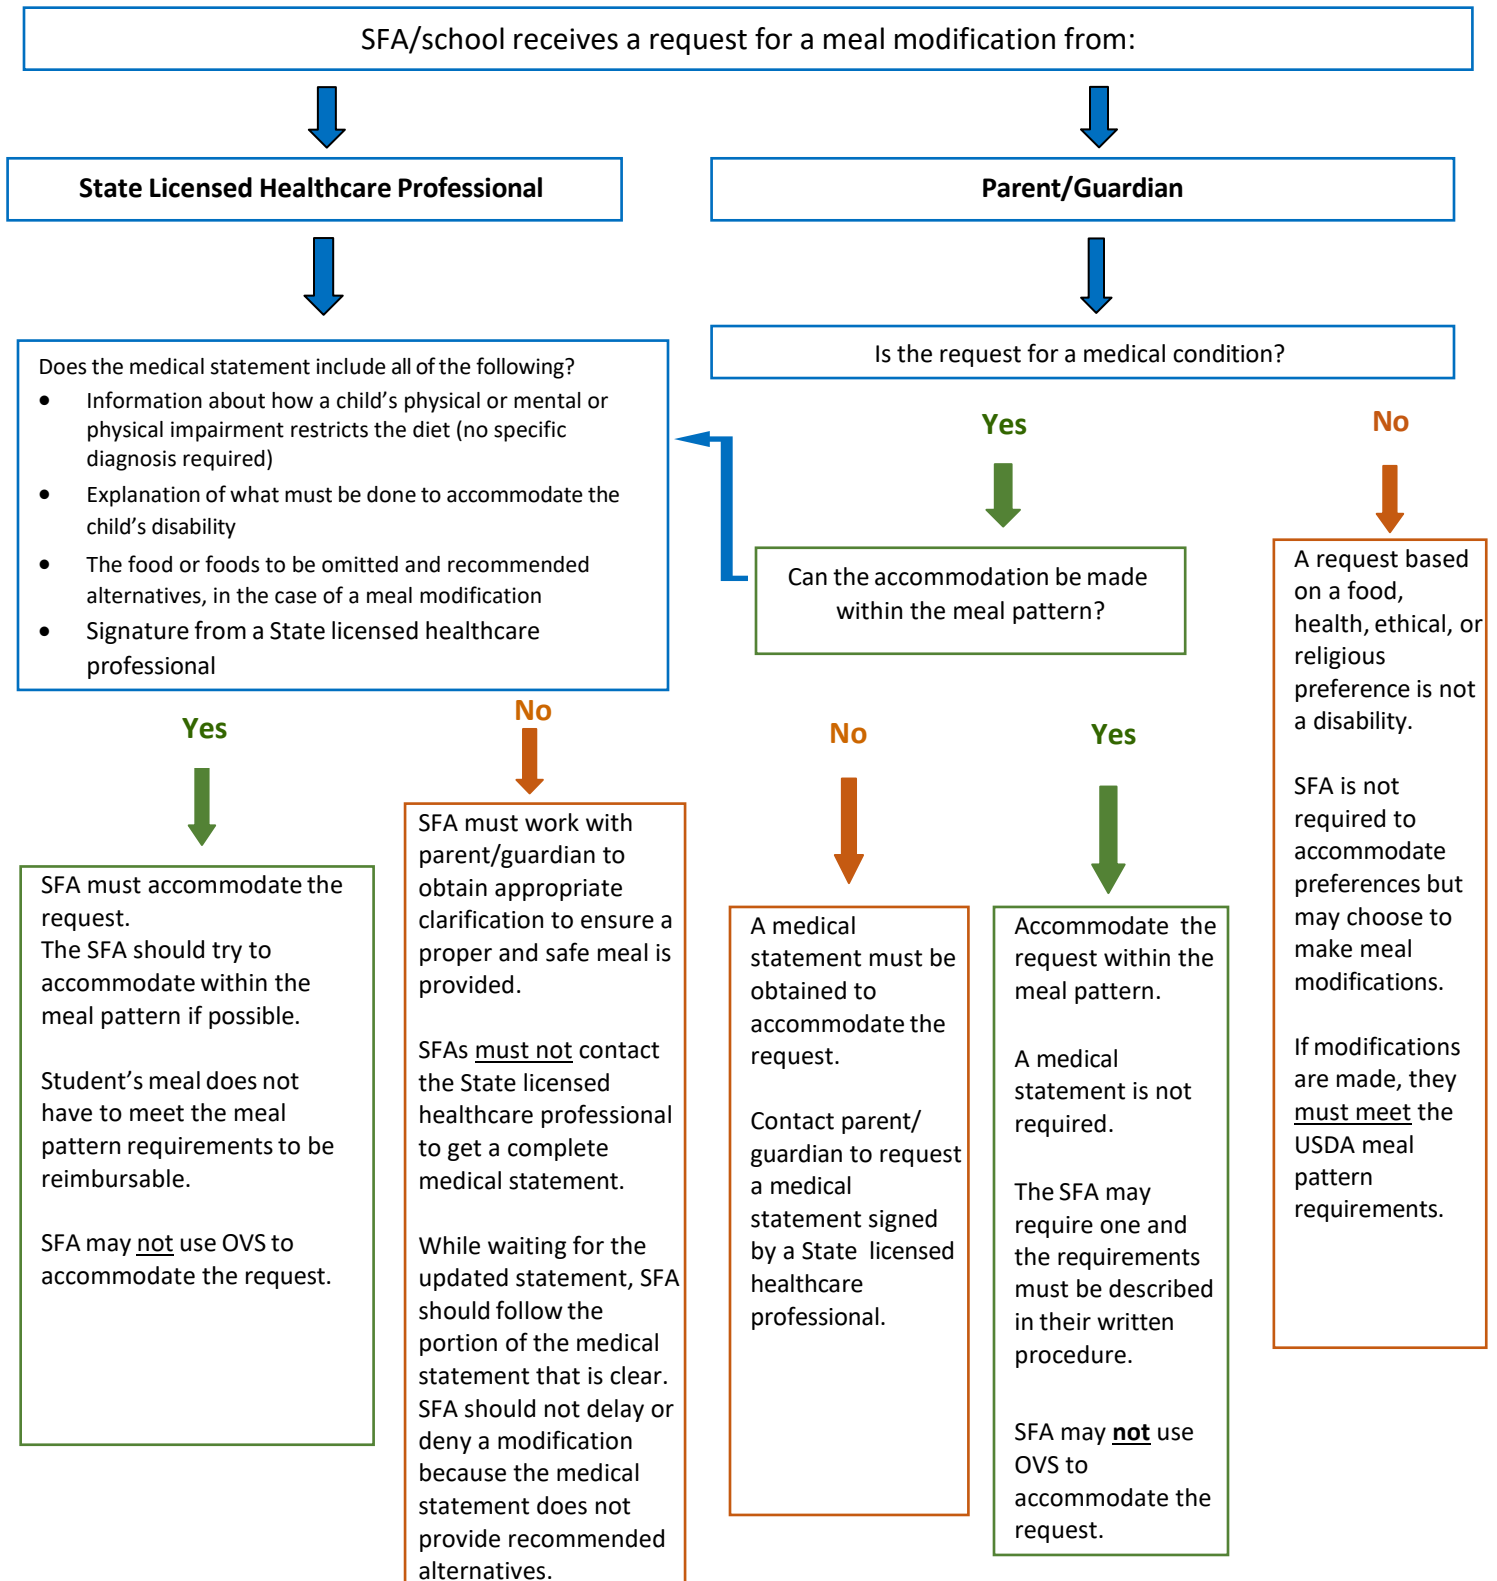 SFA/school receives a request for a meal modification from:
State Licensed Healthcare Professional
Parent/Guardian
Does the medical statement include all of the following?
• Information about how a child's physical or mental or
physical impairment restricts the diet (no specific
diagnosis required)
• Explanation of what must be done to accommodate the
child's disability
• The food or foods to be omitted and recommended
alternatives, in the case of a meal modification
• Signature from a State licensed healthcare
professional
Is the request for a medical condition?
Yes
No
Can the accommodation be made
within the meal pattern?
A request based
on a food,
health, ethical, or
religious
preference is not
a disability.
SFA is not
required to
accommodate
preferences but
may choose to
make meal
modifications.
If modifications
are made, they
must meet the
USDA meal
pattern
requirements.
Yes
No
No
Yes
SFA must accommodate the
request.
The SFA should try to
accommodate within the
meal pattern if possible.
Student's meal does not
have to meet the meal
pattern requirements to be
reimbursable.
SFA may not use OVS to
accommodate the request.
SFA must work with
parent/guardian to
obtain appropriate
clarification to ensure a
proper and safe meal is
provided.
SFAs must not contact
the State licensed
healthcare professional
to get a complete
medical statement.
While waiting for the
updated statement, SFA
should follow the
portion of the medical
statement that is clear.
SFA should not delay or
deny a modification
because the medical
statement does not
provide recommended
alternatives.
A medical
statement must be
obtained to
accommodate the
request.
Contact parent/
guardian to request
a medical
statement signed
by a State licensed
healthcare
professional.
Accommodate the
request within the
meal pattern.
A medical
statement is not
required.
The SFA may
require one and
the requirements
must be described
in their written
procedure.
SFA may not use
OVS to
accommodate the
request.